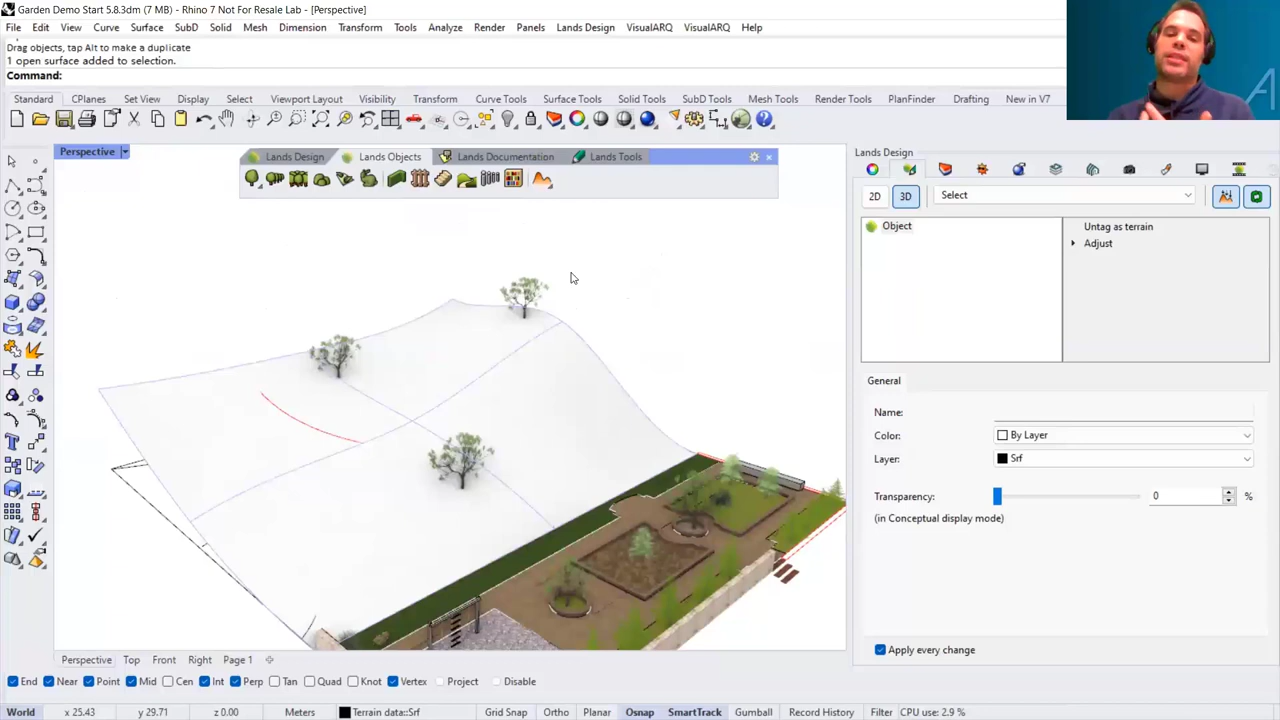 Garden Demo Start 5.8.3dm (7 MB) - Rhino 7 Not For Resale Lab - [Perspective]
File Edit View Curve Surface SubD Solid Mesh Dimension Transform Tools Analyze Render Panels Lands Design VisualARQ VisualARQ Help
Drag objects, tap Alt to make a duplicate
1 open surface added to selection.
Command:
Standard CPlanes Set View Display Select Viewport Layout Visibility Transform Curve Tools Surface Tools Solid Tools SubD Tools Mesh Tools Render Tools PlanFinder Drafting New in V7
Perspective
Lands Design Lands Objects Lands Documentation Lands Tools
Lands Design
2D 3D Select
Object
Untag as terrain
Adjust
General
Name:
Color: By Layer
Layer: Srf
Transparency: 0 %
(in Conceptual display mode)
Apply every change
Perspective Top Front Right Page 1
End Near Point Mid Cen Int Perp Tan Quad Knot Vertex Project Disable
World x 25.43 y 29.71 z 0.00 Meters Terrain data::Srf Grid Snap Ortho Planar Osnap SmartTrack Gumball Record History Filter CPU use: 2.9 %